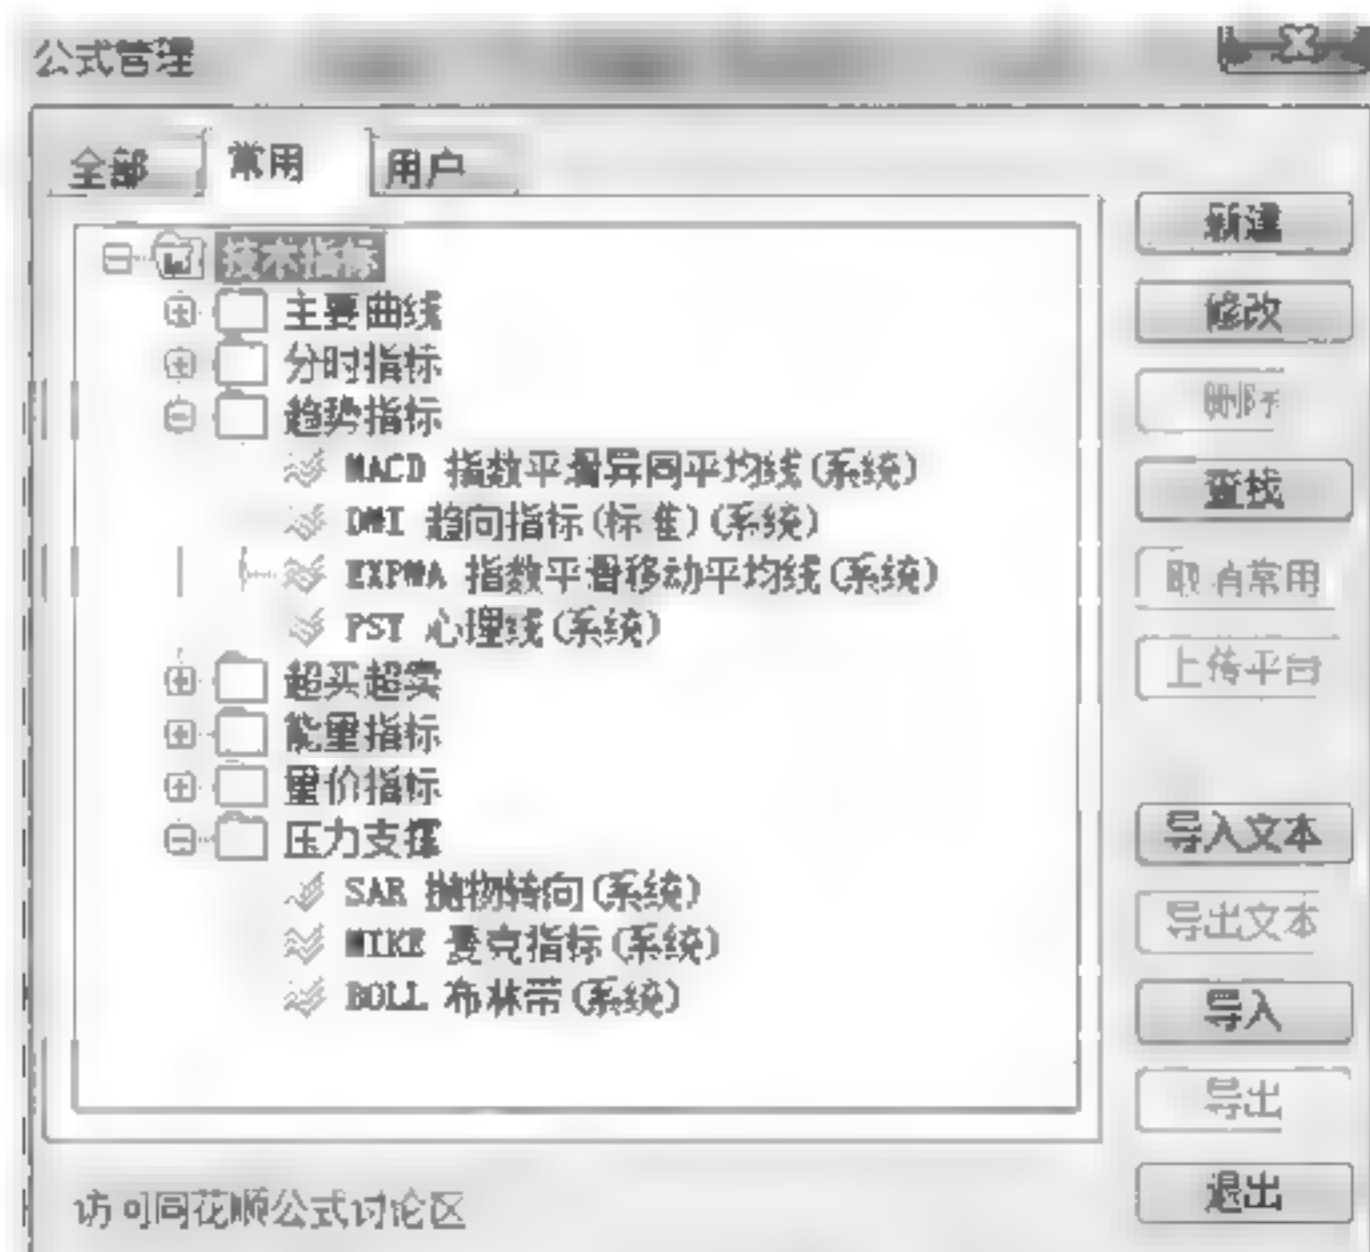 公式管理
全部 常用 用户
技术指标
主要曲线
分时指标
趋势指标
MACD 指数平滑异同平均线(系统)
DMI 趋向指标(标准)(系统)
EXPMA 指数平滑移动平均线(系统)
PSY 心理线(系统)
超买超卖
能量指标
量价指标
压力支撑
SAR 抛物转向(系统)
MIKE 麦克指标(系统)
BOLL 布林带(系统)
新建
修改
删除
查找
取消常用
上传平台
导入文本
导出文本
导入
导出
退出
访问同花顺公式讨论区